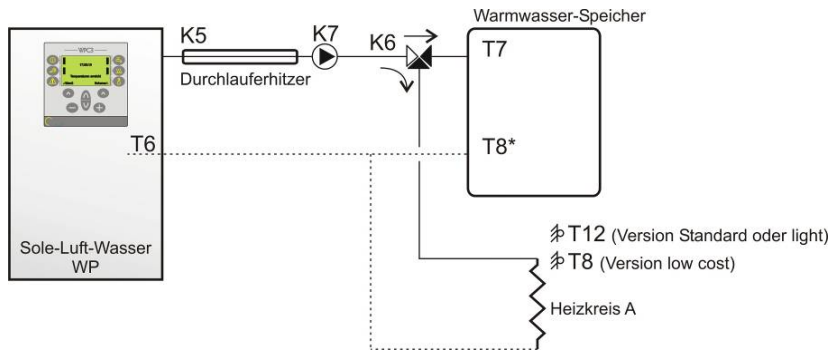 Warmwasser-Speicher
K5
K7
K6
T7
Durchlauferhitzer
WPC2
T6
T8*
Sole-Luft-Wasser
WP
T12 (Version Standard oder light)
T8 (Version low cost)
Heizkreis A